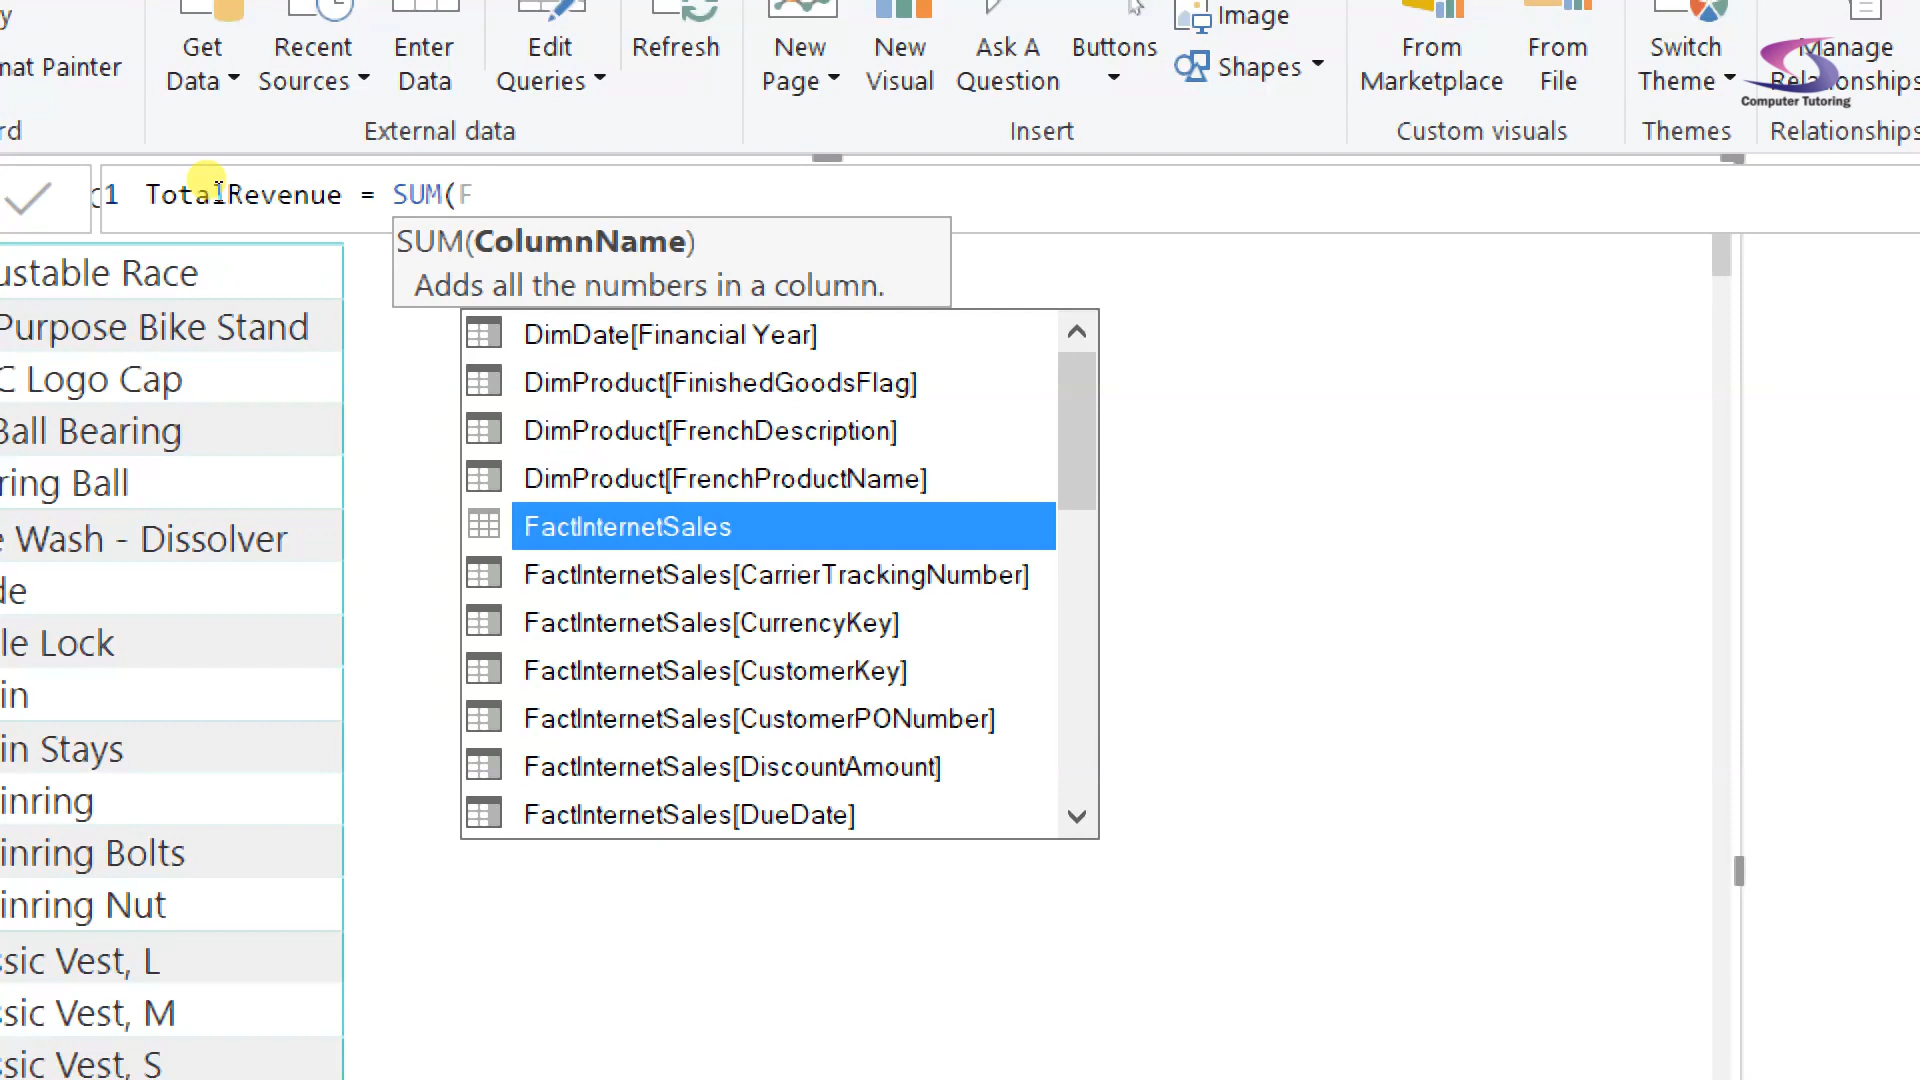 y
mat Painter
rd
Get Data
Recent Sources
Enter Data
External data
Edit Queries
Refresh
New Page
New Visual
Ask A Question
Buttons
Image
Shapes
Insert
From Marketplace
From File
Custom visuals
Switch Theme
Themes
Manage Relationships
Relationships
Computer Tutoring
1 TotalRevenue = SUM(F
SUM(ColumnName)
Adds all the numbers in a column.
DimDate[Financial Year]
DimProduct[FinishedGoodsFlag]
DimProduct[FrenchDescription]
DimProduct[FrenchProductName]
FactInternetSales
FactInternetSales[CarrierTrackingNumber]
FactInternetSales[CurrencyKey]
FactInternetSales[CustomerKey]
FactInternetSales[CustomerPONumber]
FactInternetSales[DiscountAmount]
FactInternetSales[DueDate]
ustable Race
Purpose Bike Stand
C Logo Cap
Ball Bearing
ring Ball
e Wash - Dissolver
de
le Lock
in
in Stays
inring
inring Bolts
inring Nut
ssic Vest, L
ssic Vest, M
ssic Vest, S